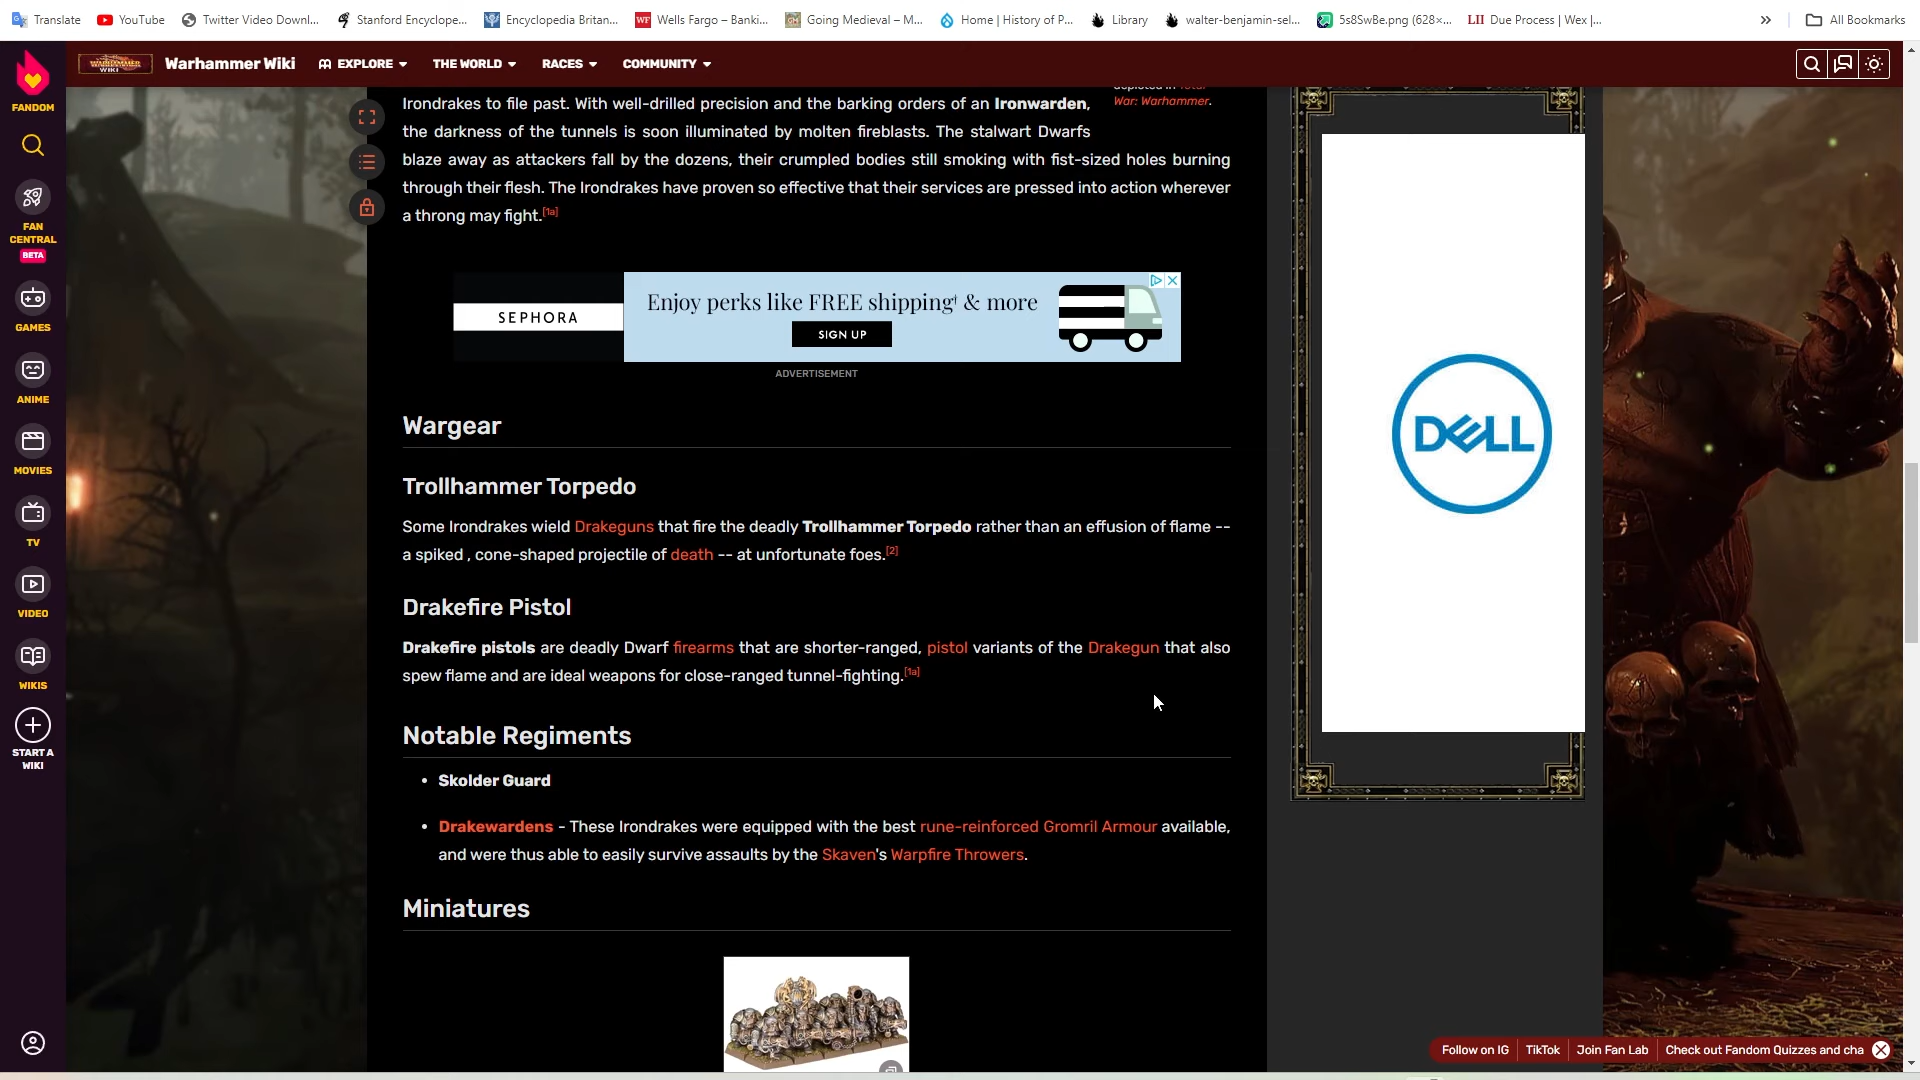 Translate
YouTube
Twitter Video Downl...
Stanford Encyclope...
Encyclopedia Britan...
Wells Fargo – Banki...
Going Medieval – M...
Home | History of P...
Library
walter-benjamin-sel...
5s8SwBe.png (628×...
LII Due Process | Wex |...
»
All Bookmarks
FANDOM
FAN
CENTRAL
BETA
GAMES
ANIME
MOVIES
TV
VIDEO
WIKIS
START A
WIKI
WARHAMMER
WIKI
Warhammer Wiki
EXPLORE
THE WORLD
RACES
COMMUNITY
depicted in Total
War: Warhammer.
Irondrakes to file past. With well-drilled precision and the barking orders of an Ironwarden,
the darkness of the tunnels is soon illuminated by molten fireblasts. The stalwart Dwarfs
blaze away as attackers fall by the dozens, their crumpled bodies still smoking with fist-sized holes burning
through their flesh. The Irondrakes have proven so effective that their services are pressed into action wherever
a throng may fight.[1a]
SEPHORA
Enjoy perks like FREE shipping† & more
SIGN UP
ADVERTISEMENT
Wargear
Trollhammer Torpedo
Some Irondrakes wield Drakeguns that fire the deadly Trollhammer Torpedo rather than an effusion of flame --
a spiked , cone-shaped projectile of death -- at unfortunate foes.[2]
Drakefire Pistol
Drakefire pistols are deadly Dwarf firearms that are shorter-ranged, pistol variants of the Drakegun that also
spew flame and are ideal weapons for close-ranged tunnel-fighting.[1a]
Notable Regiments
• Skolder Guard
• Drakewardens - These Irondrakes were equipped with the best rune-reinforced Gromril Armour available,
and were thus able to easily survive assaults by the Skaven's Warpfire Throwers.
Miniatures
DELL
Follow on IG
TikTok
Join Fan Lab
Check out Fandom Quizzes and cha